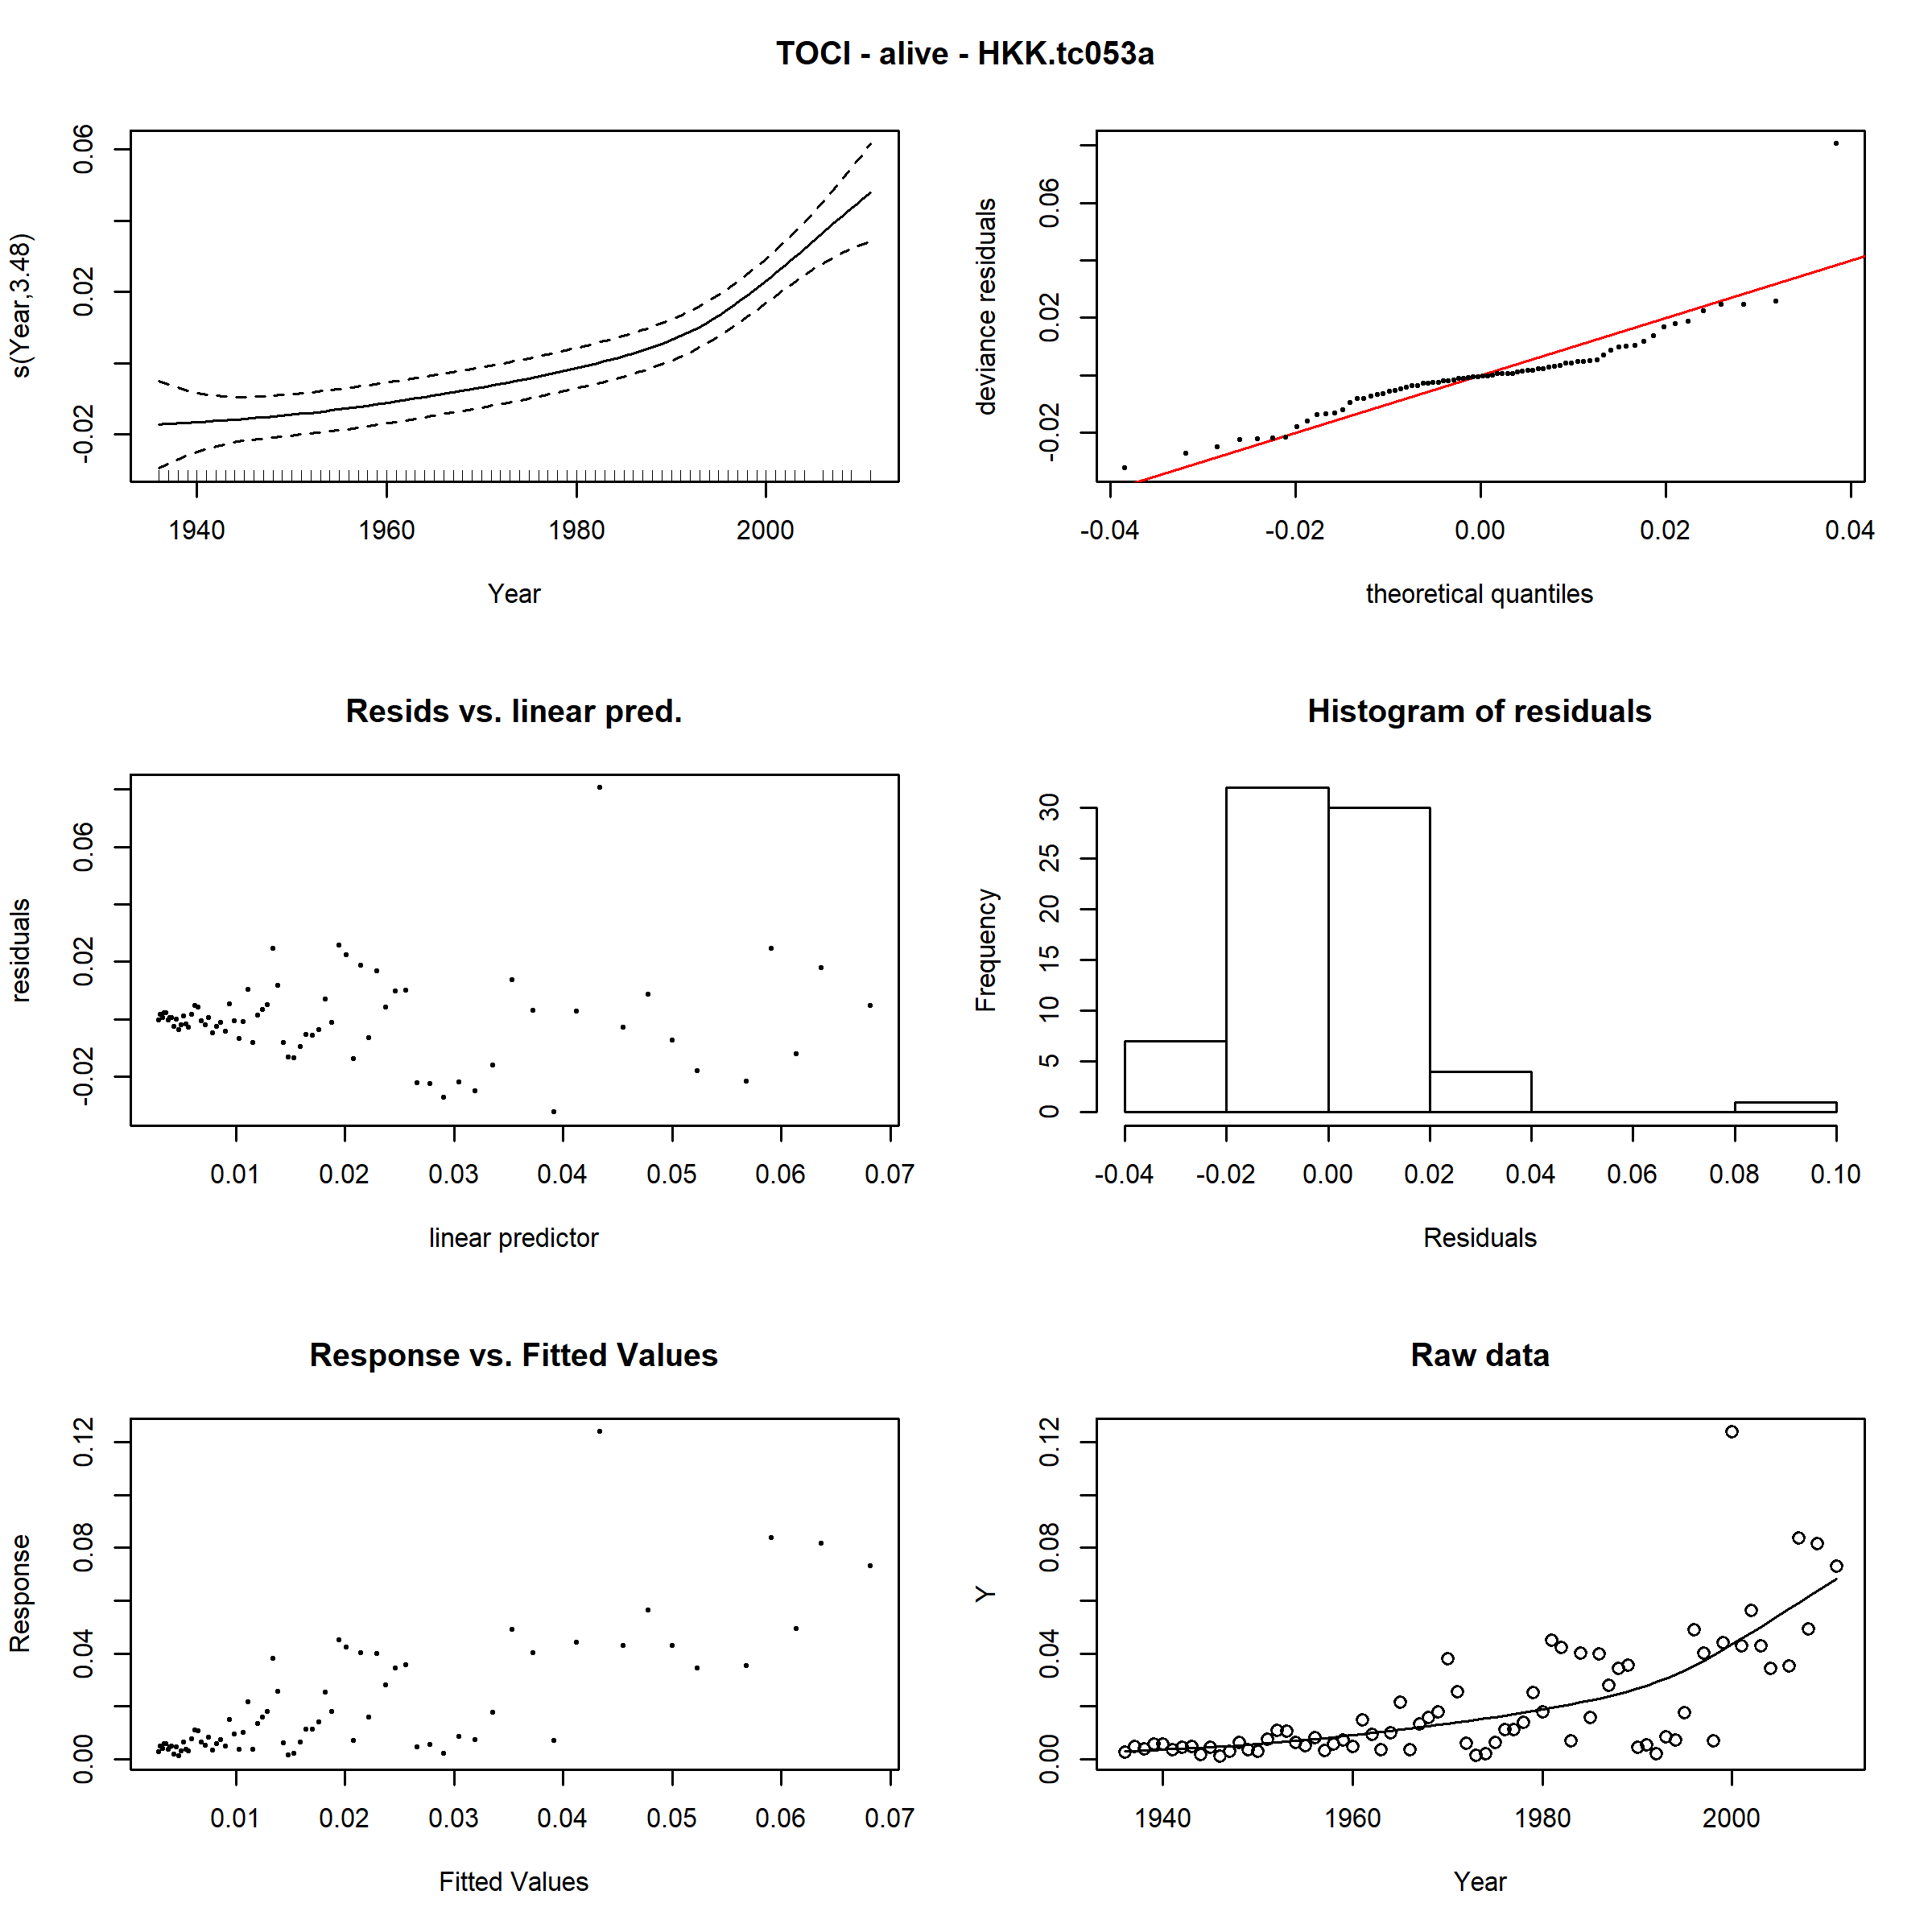 TOCI - alive - HKK.tc053a
s(Year,3.48)
-0.02 0.02 0.06
1940 1960 1980 2000
Year
deviance residuals
-0.02 0.02 0.06
-0.04 -0.02 0.00 0.02 0.04
theoretical quantiles
Resids vs. linear pred.
residuals
-0.02 0.02 0.06
0.01 0.02 0.03 0.04 0.05 0.06 0.07
linear predictor
Histogram of residuals
Frequency
0 5 10 15 20 25 30
-0.04 -0.02 0.00 0.02 0.04 0.06 0.08 0.10
Residuals
Response vs. Fitted Values
Response
0.00 0.04 0.08 0.12
0.01 0.02 0.03 0.04 0.05 0.06 0.07
Fitted Values
Raw data
Y
0.00 0.04 0.08 0.12
1940 1960 1980 2000
Year